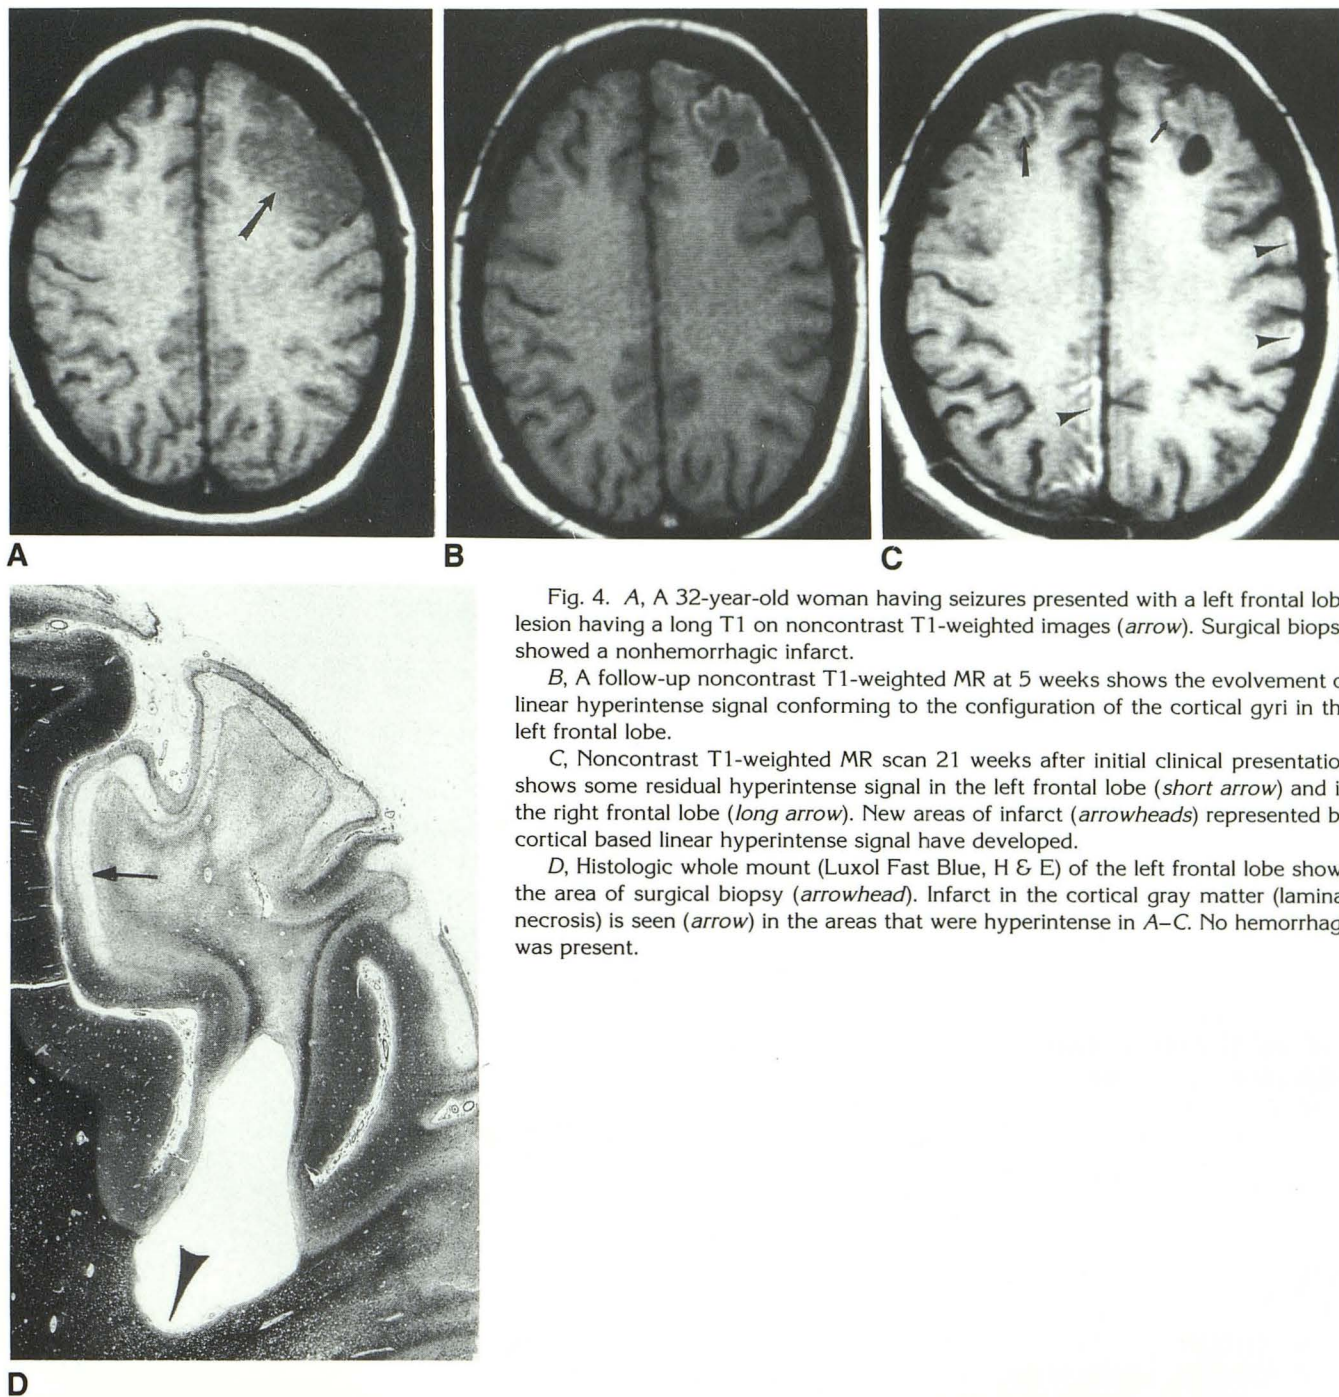 A
B
C
Fig. 4. A, A 32-year-old woman having seizures presented with a left frontal lob
lesion having a long T1 on noncontrast T1-weighted images (arrow). Surgical biops
showed a nonhemorrhagic infarct.
B, A follow-up noncontrast T1-weighted MR at 5 weeks shows the evolvement
linear hyperintense signal conforming to the configuration of the cortical gyri in th
left frontal lobe.
C, Noncontrast T1-weighted MR scan 21 weeks after initial clinical presentatio
shows some residual hyperintense signal in the left frontal lobe (short arrow) and i
the right frontal lobe (long arrow). New areas of infarct (arrowheads) represented b
cortical based linear hyperintense signal have developed.
D, Histologic whole mount (Luxol Fast Blue, H & E) of the left frontal lobe show
the area of surgical biopsy (arrowhead). Infarct in the cortical gray matter (lamina
necrosis) is seen (arrow) in the areas that were hyperintense in A–C. No hemorrhag
was present.
D